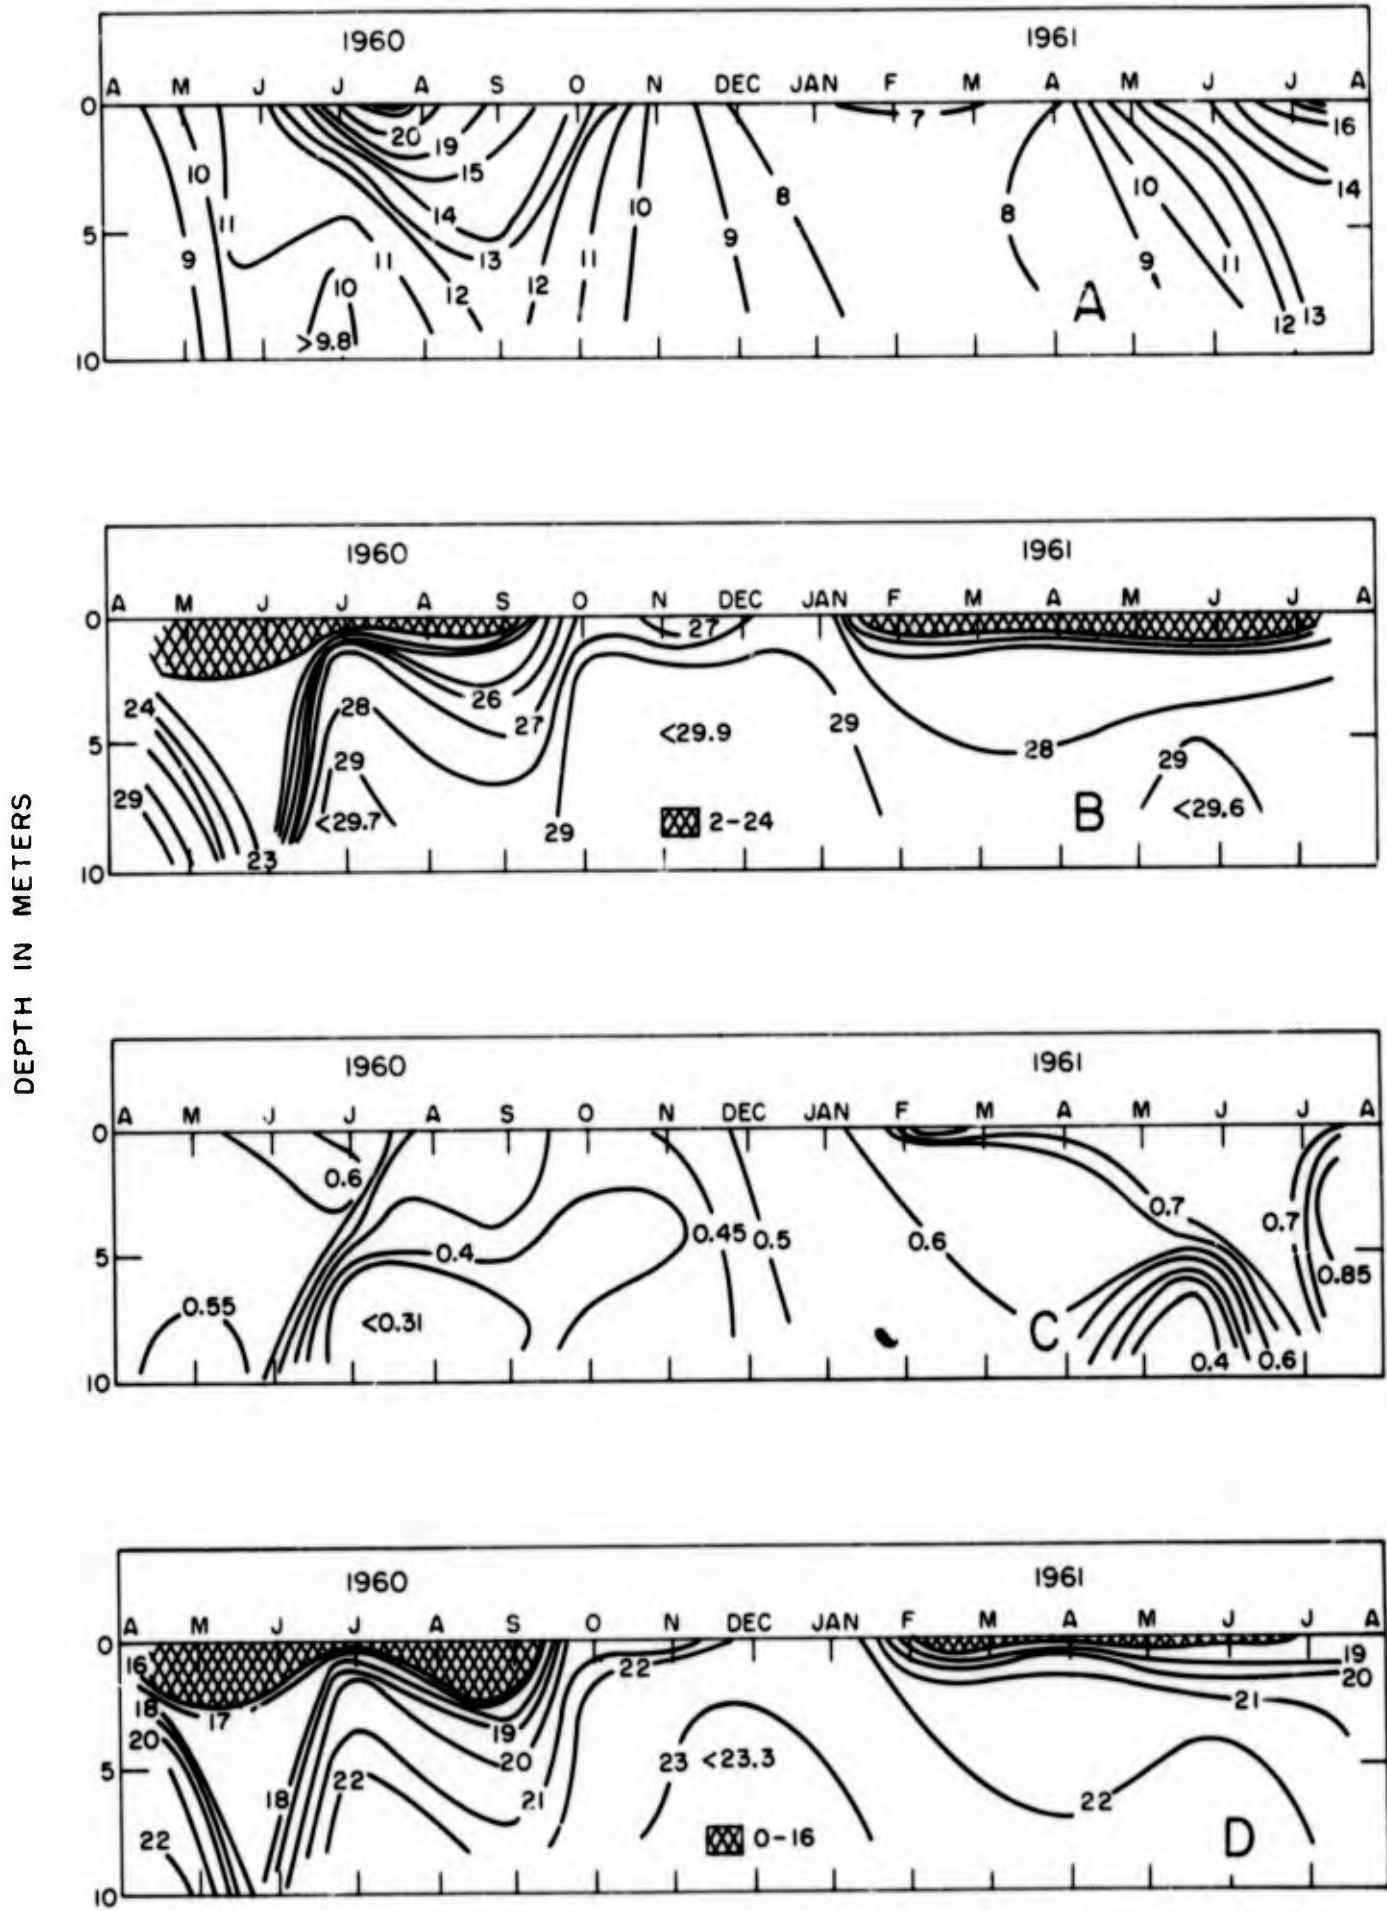 DEPTH IN METERS
1960 1961
A M J J A S O N DEC JAN F M A M J J A
0
5
10
9 10 11 >9.8 10 11 12 13 14 15 19 20 12 11 10 9 8 7 8 9 10 11 12 13 14 16
A
1960 1961
A M J J A S O N DEC JAN F M A M J J A
0
5
10
24 29 23 28 29 <29.7 26 27 29 27 <29.9 29 28 29 <29.6
2-24
B
1960 1961
A M J J A S O N DEC JAN F M A M J J A
0
5
10
0.55 0.6 0.4 <0.31 0.45 0.5 0.6 0.7 0.4 0.6 0.7 0.85
C
1960 1961
A M J J A S O N DEC JAN F M A M J J A
0
5
10
16 18 20 17 22 18 22 19 20 21 22 23 <23.3 22 21 19 20
0-16
D